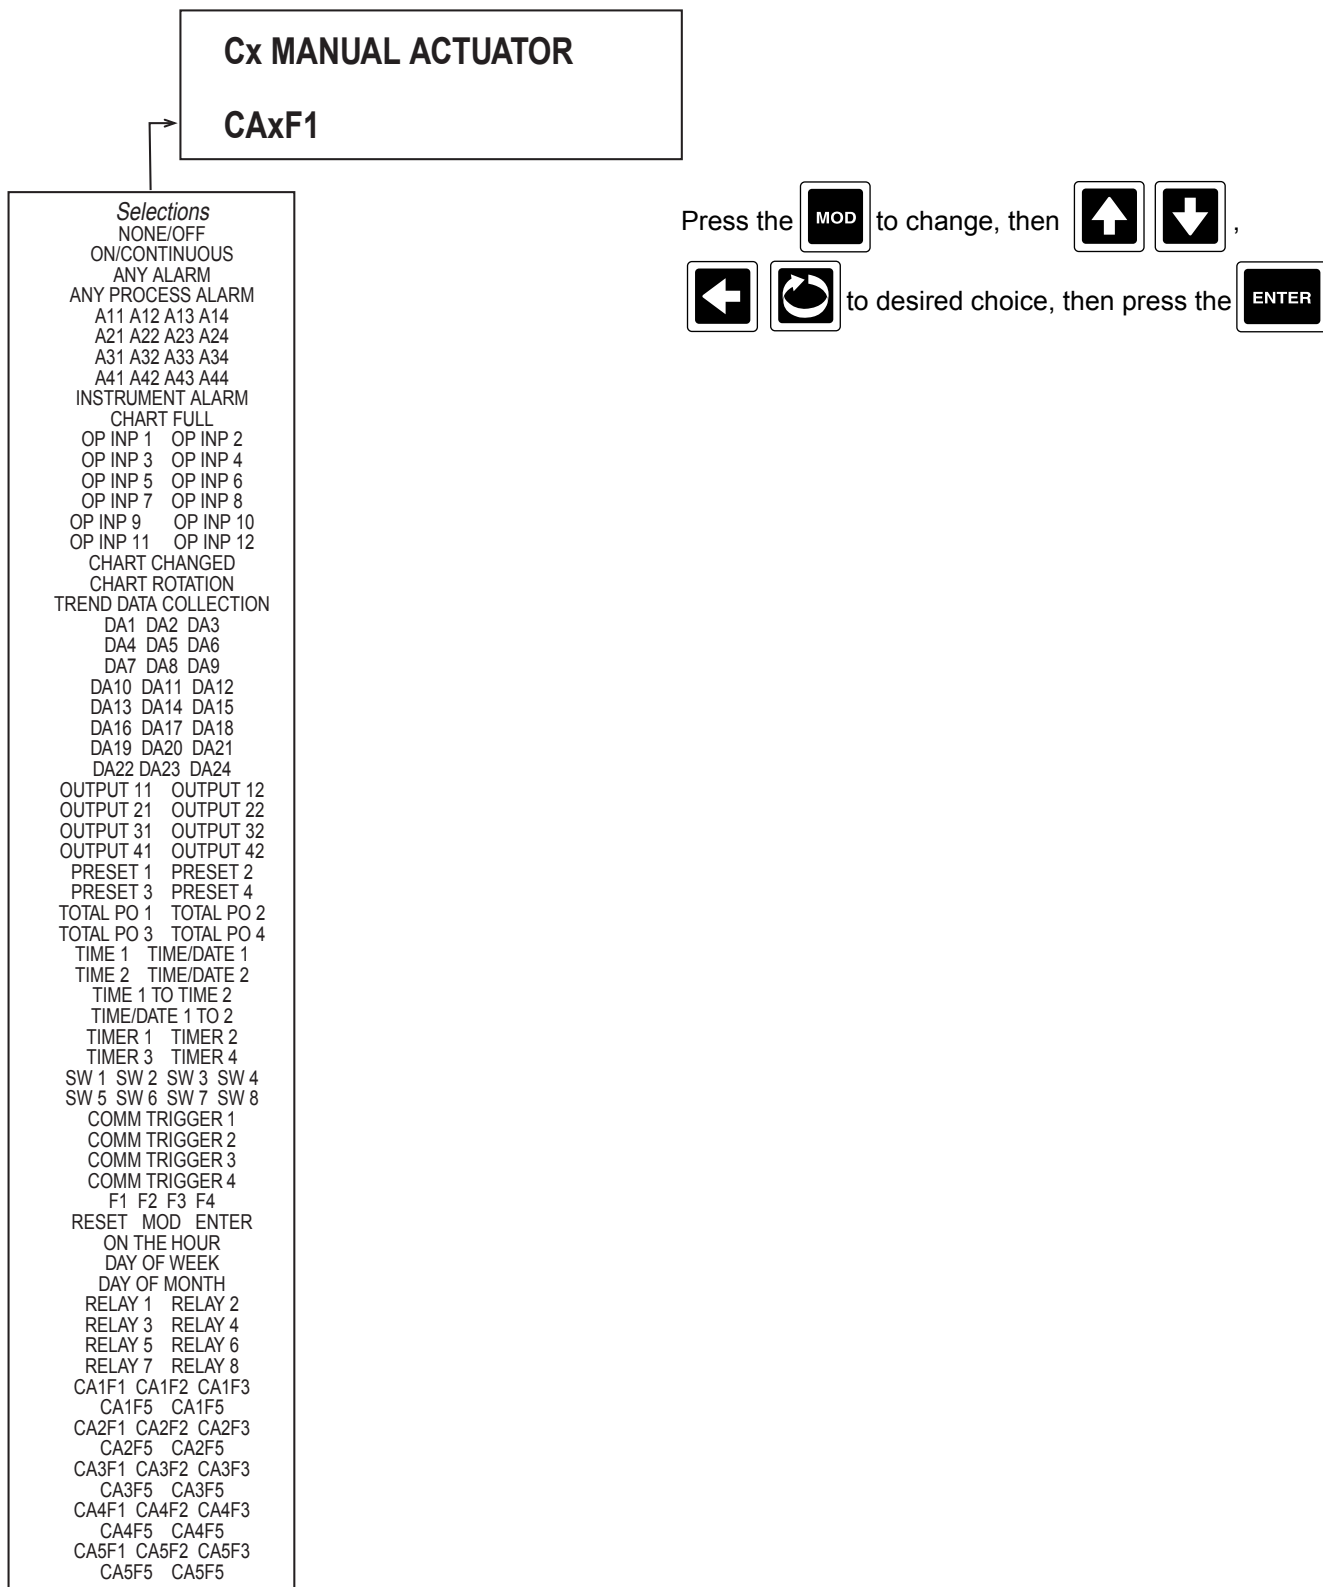 Cx MANUAL ACTUATOR
CAxF1
Press the MOD to change, then ,
to desired choice, then press the ENTER
Selections
NONE/OFF
ON/CONTINUOUS
ANY ALARM
ANY PROCESS ALARM
A11 A12 A13 A14
A21 A22 A23 A24
A31 A32 A33 A34
A41 A42 A43 A44
INSTRUMENT ALARM
CHART FULL
OP INP 1 OP INP 2
OP INP 3 OP INP 4
OP INP 5 OP INP 6
OP INP 7 OP INP 8
OP INP 9 OP INP 10
OP INP 11 OP INP 12
CHART CHANGED
CHART ROTATION
TREND DATA COLLECTION
DA1 DA2 DA3
DA4 DA5 DA6
DA7 DA8 DA9
DA10 DA11 DA12
DA13 DA14 DA15
DA16 DA17 DA18
DA19 DA20 DA21
DA22 DA23 DA24
OUTPUT 11 OUTPUT 12
OUTPUT 21 OUTPUT 22
OUTPUT 31 OUTPUT 32
OUTPUT 41 OUTPUT 42
PRESET 1 PRESET 2
PRESET 3 PRESET 4
TOTAL PO 1 TOTAL PO 2
TOTAL PO 3 TOTAL PO 4
TIME 1 TIME/DATE 1
TIME 2 TIME/DATE 2
TIME 1 TO TIME 2
TIME/DATE 1 TO 2
TIMER 1 TIMER 2
TIMER 3 TIMER 4
SW 1 SW 2 SW 3 SW 4
SW 5 SW 6 SW 7 SW 8
COMM TRIGGER 1
COMM TRIGGER 2
COMM TRIGGER 3
COMM TRIGGER 4
F1 F2 F3 F4
RESET MOD ENTER
ON THE HOUR
DAY OF WEEK
DAY OF MONTH
RELAY 1 RELAY 2
RELAY 3 RELAY 4
RELAY 5 RELAY 6
RELAY 7 RELAY 8
CA1F1 CA1F2 CA1F3
CA1F5 CA1F5
CA2F1 CA2F2 CA2F3
CA2F5 CA2F5
CA3F1 CA3F2 CA3F3
CA3F5 CA3F5
CA4F1 CA4F2 CA4F3
CA4F5 CA4F5
CA5F1 CA5F2 CA5F3
CA5F5 CA5F5